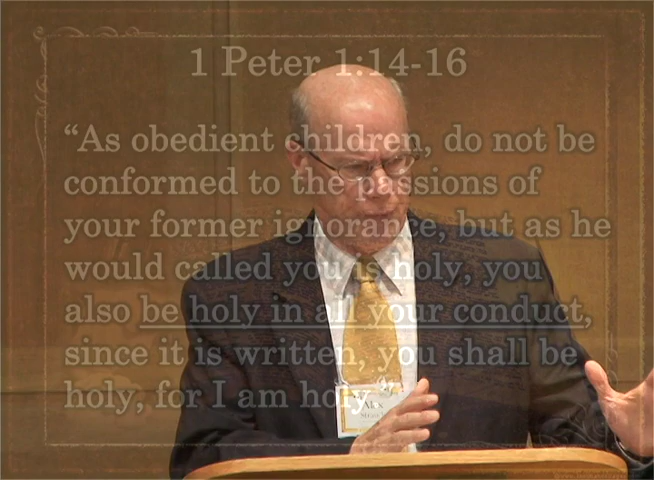 1 Peter 1:14-16
“As obedient children, do not be
conformed to the passions of
your former ignorance, but as he
would called you is holy, you
also be holy in all your conduct,
since it is written, you shall be
holy, for I am holy.”
Alex